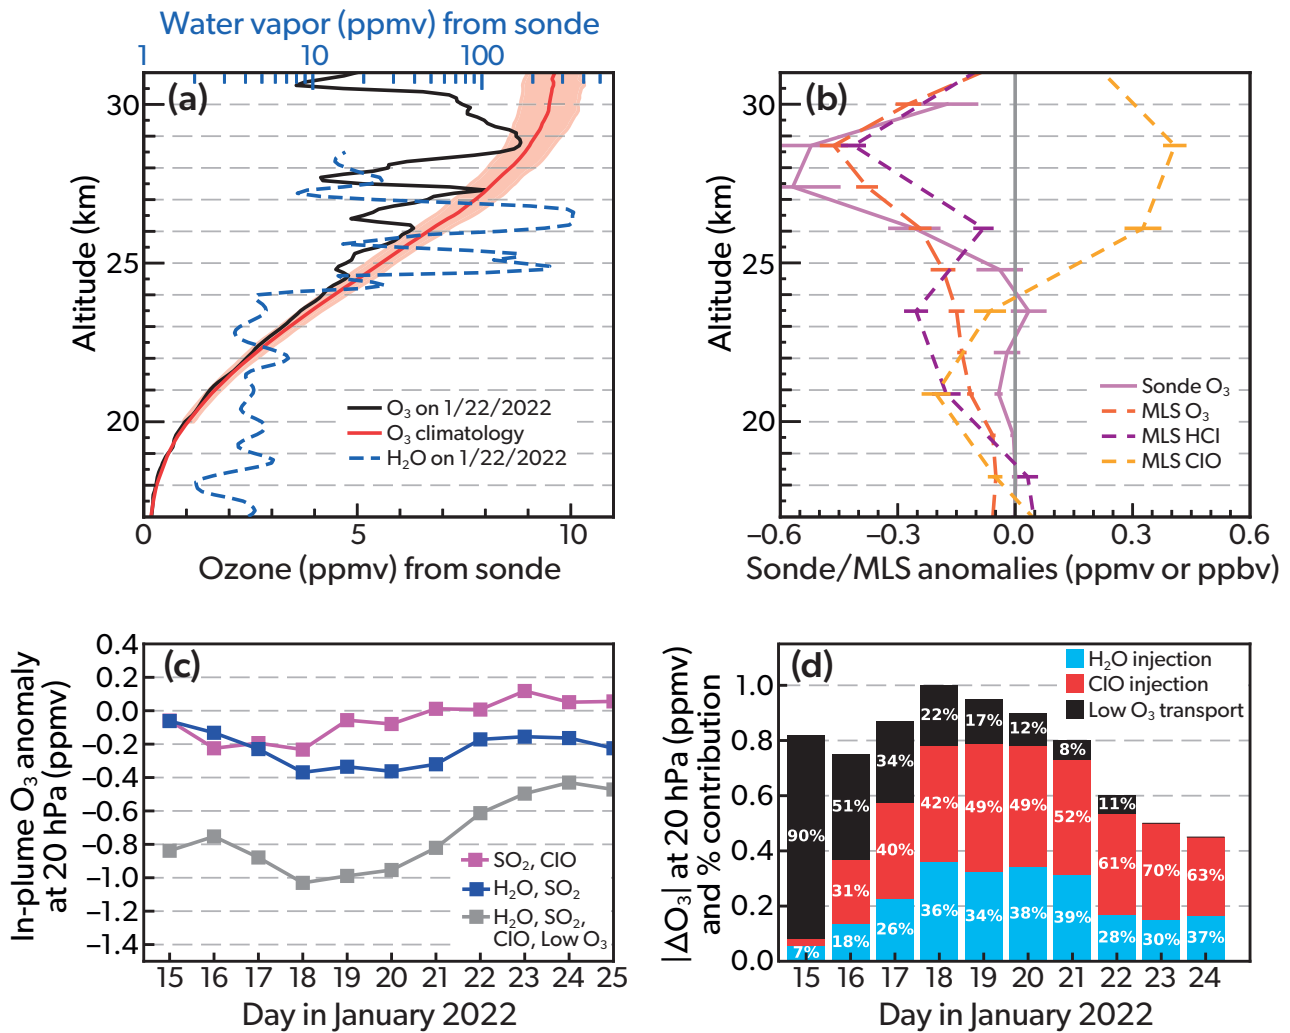 Water vapor (ppmv) from sonde
1 10 100
(a)
Altitude (km)
30
25
20
O₃ on 1/22/2022
O₃ climatology
H₂O on 1/22/2022
0 5 10
Ozone (ppmv) from sonde
(b)
Altitude (km)
30
25
20
Sonde O₃
MLS O₃
MLS HCl
MLS ClO
−0.6 −0.3 0.0 0.3 0.6
Sonde/MLS anomalies (ppmv or ppbv)
(c)
In-plume O₃ anomaly
at 20 hPa (ppmv)
0.4
0.2
0.0
−0.2
−0.4
−0.6
−0.8
−1.0
−1.2
−1.4
SO₂, ClO
H₂O, SO₂
H₂O, SO₂,
ClO, Low O₃
15 16 17 18 19 20 21 22 23 24 25
Day in January 2022
(d)
|ΔO₃| at 20 hPa (ppmv)
and % contribution
1.0
0.8
0.6
0.4
0.2
0.0
H₂O injection
ClO injection
Low O₃ transport
90% 51% 34% 22% 17% 12% 8% 11%
31% 40% 42% 49% 49% 52% 61% 70% 63%
7% 18% 26% 36% 34% 38% 39% 28% 30% 37%
15 16 17 18 19 20 21 22 23 24
Day in January 2022